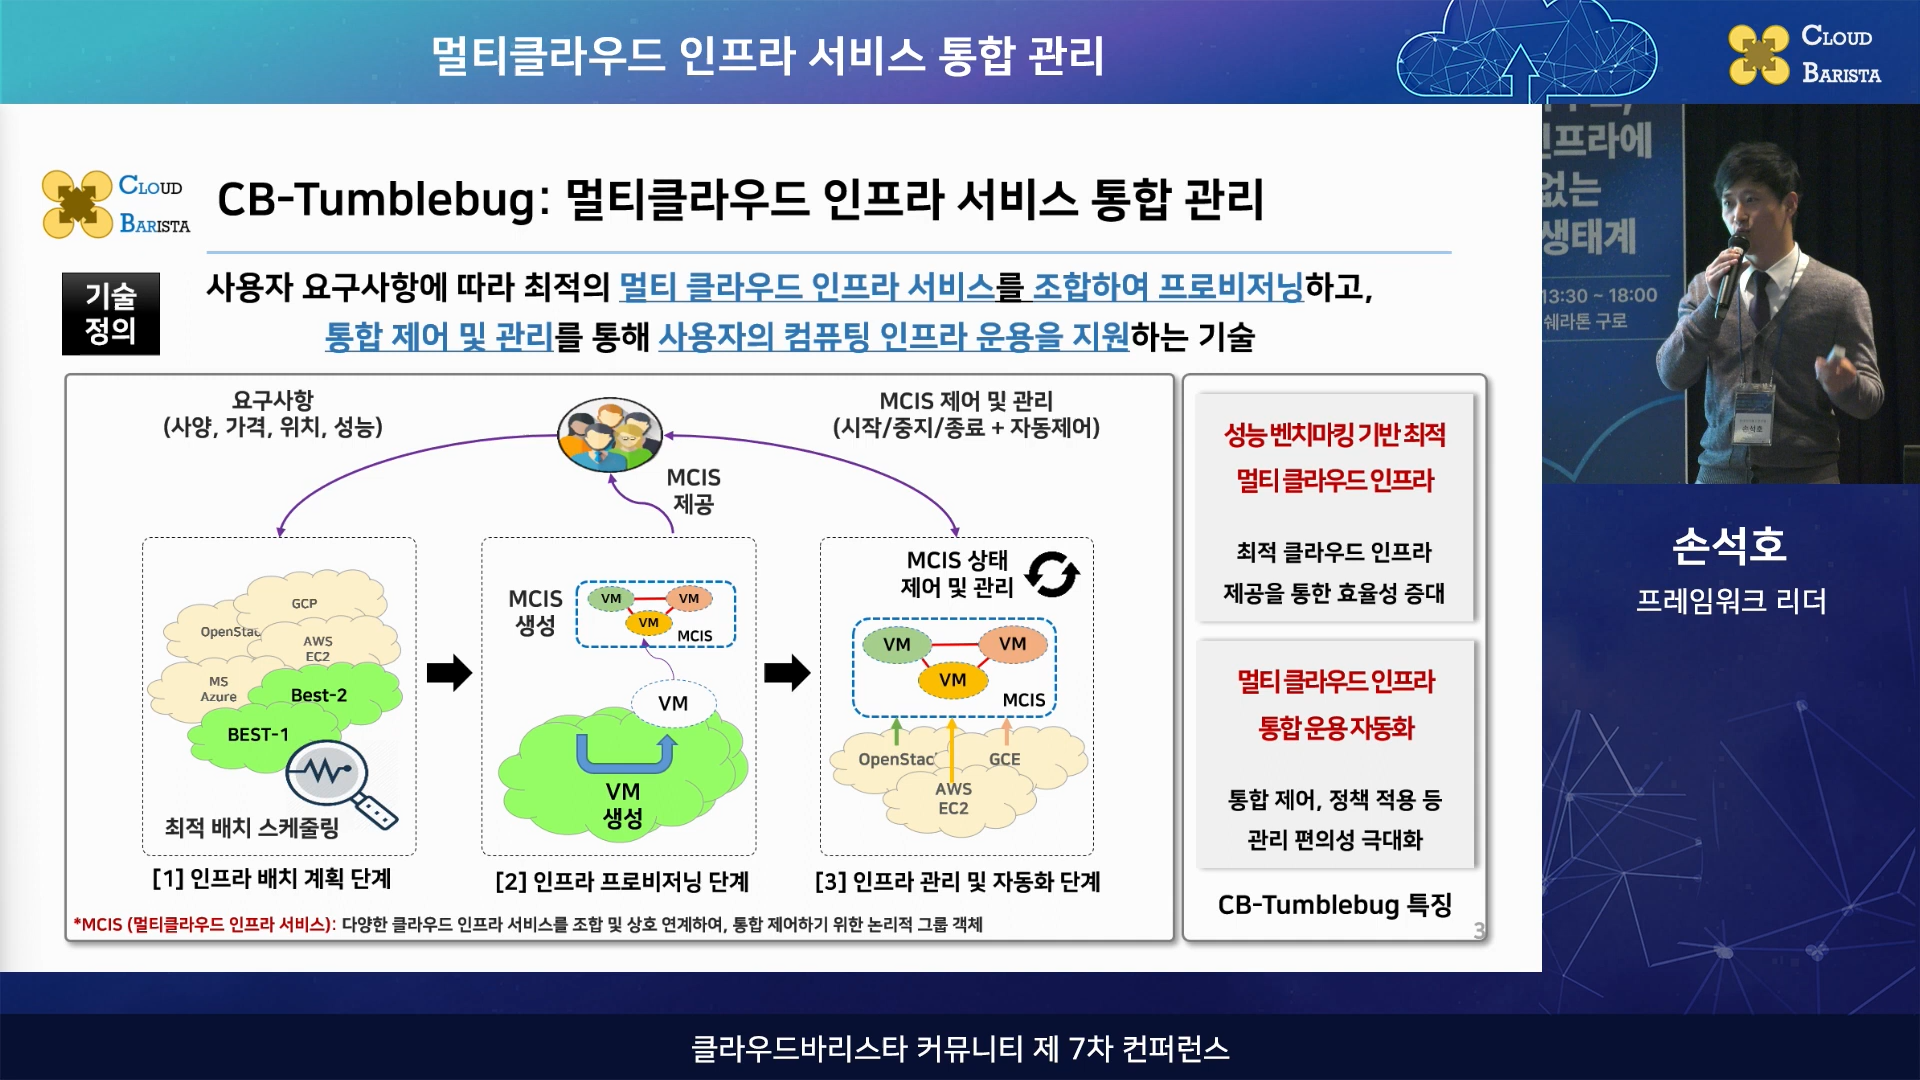 멀티클라우드 인프라 서비스 통합 관리
CLOUD
BARISTA
CLOUD
BARISTA
CB-Tumblebug: 멀티클라우드 인프라 서비스 통합 관리
기술
정의
사용자 요구사항에 따라 최적의 멀티 클라우드 인프라 서비스를 조합하여 프로비저닝하고,
통합 제어 및 관리를 통해 사용자의 컴퓨팅 인프라 운용을 지원하는 기술
요구사항
(사양, 가격, 위치, 성능)
MCIS 제어 및 관리
(시작/중지/종료 + 자동제어)
MCIS
제공
GCP
OpenStac
AWS
EC2
MS
Azure
Best-2
BEST-1
최적 배치 스케줄링
[1] 인프라 배치 계획 단계
MCIS
생성
VM
VM
VM
MCIS
VM
VM
생성
[2] 인프라 프로비저닝 단계
MCIS 상태
제어 및 관리
VM
VM
VM
MCIS
OpenStac
GCE
AWS
EC2
[3] 인프라 관리 및 자동화 단계
*MCIS (멀티클라우드 인프라 서비스): 다양한 클라우드 인프라 서비스를 조합 및 상호 연계하여, 통합 제어하기 위한 논리적 그룹 객체
성능 벤치마킹 기반 최적
멀티 클라우드 인프라
최적 클라우드 인프라
제공을 통한 효율성 증대
멀티 클라우드 인프라
통합 운용 자동화
통합 제어, 정책 적용 등
관리 편의성 극대화
CB-Tumblebug 특징
3
인프라에
없는
생태계
13:30 ~ 18:00
쉐라톤 구로
손석호
손석호
프레임워크 리더
클라우드바리스타 커뮤니티 제 7차 컨퍼런스